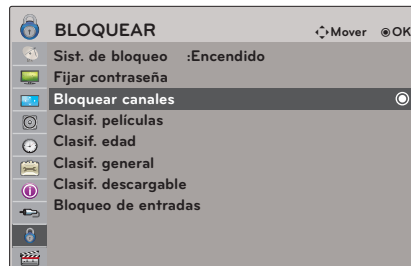 BLOQUEAR Mover OK
Sist. de bloqueo :Encendido
Fijar contraseña
Bloquear canales
Clasif. películas
Clasif. edad
Clasif. general
Clasif. descargable
Bloqueo de entradas